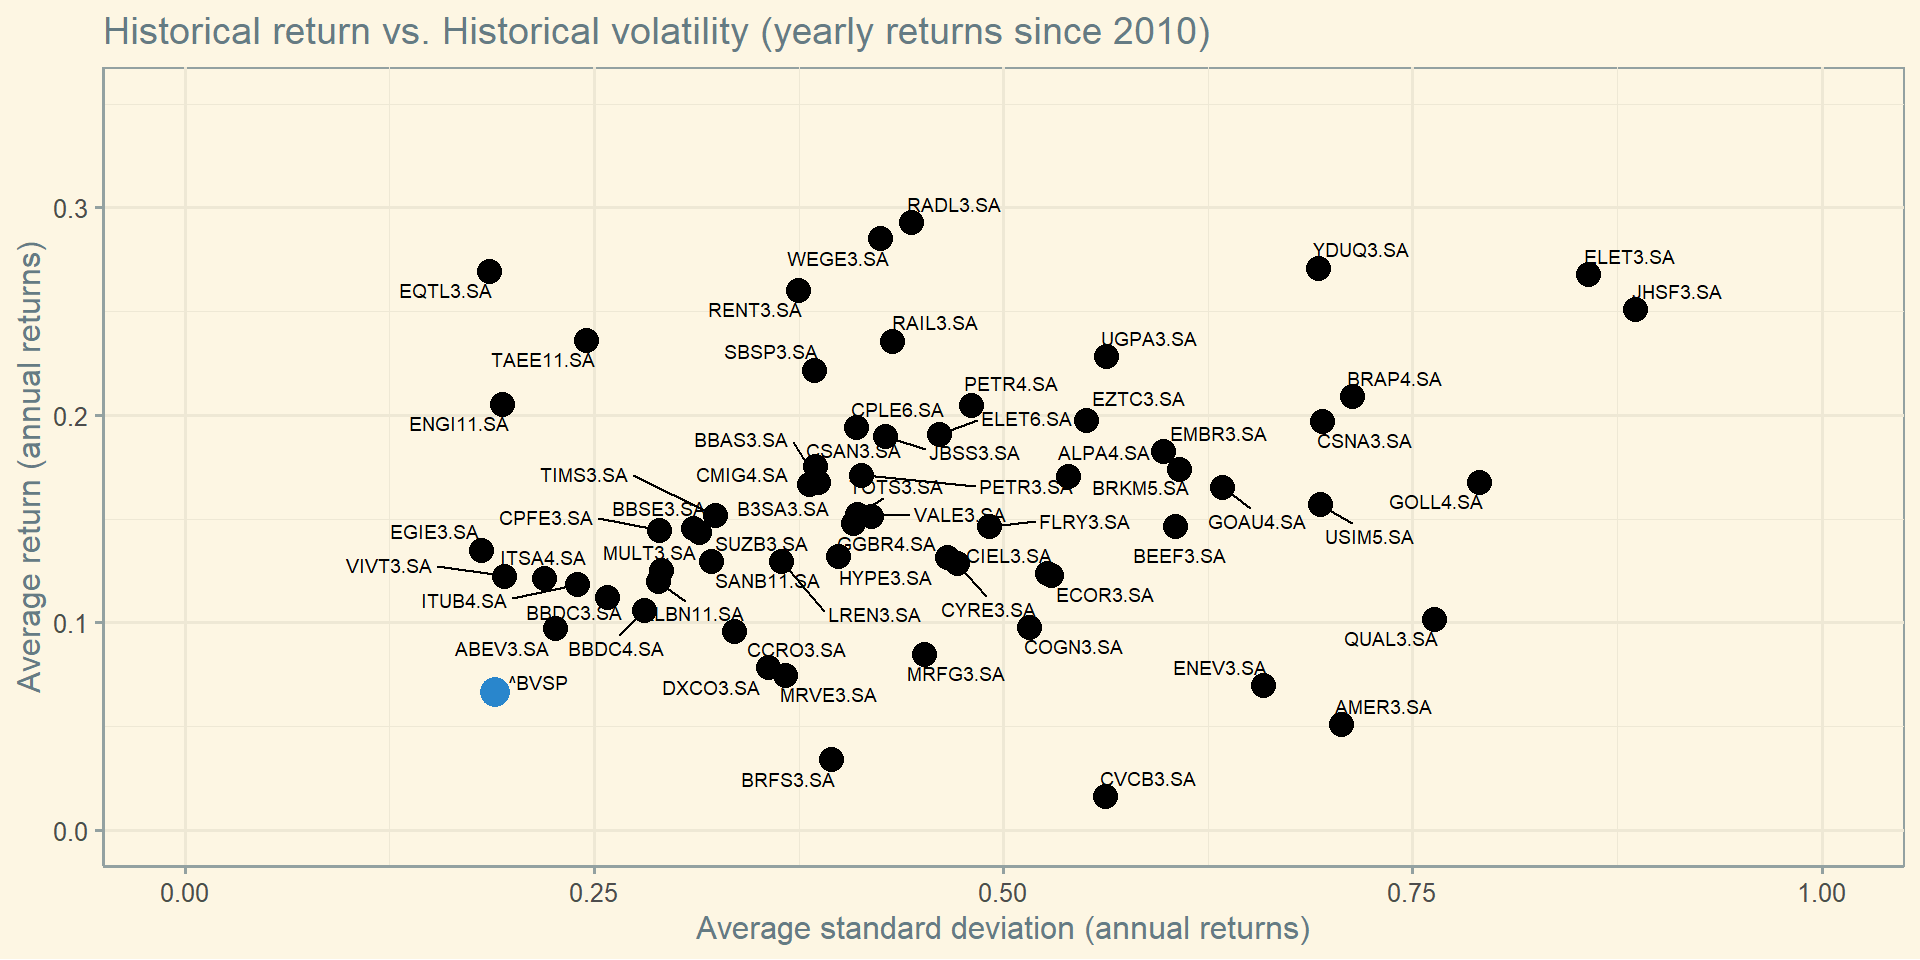 Historical return vs. Historical volatility (yearly returns since 2010)
Average return (annual returns)
0.3
0.2
0.1
0.0
RADL3.SA
WEGE3.SA
YDUQ3.SA
ELET3.SA
EQTL3.SA
JHSF3.SA
RENT3.SA
RAIL3.SA
UGPA3.SA
SBSP3.SA
TAEE11.SA
BRAP4.SA
PETR4.SA
EZTC3.SA
CPLE6.SA
ELET6.SA
ENGI11.SA
EMBR3.SA
BBAS3.SA
CSNA3.SA
CSAN3.SA
JBSS3.SA
ALPA4.SA
TIMS3.SA
CMIG4.SA
TOTS3.SA
PETR3.SA
BRKM5.SA
GOLL4.SA
BBSE3.SA
B3SA3.SA
CPFE3.SA
VALE3.SA
FLRY3.SA
GOAU4.SA
USIM5.SA
EGIE3.SA
SUZB3.SA
GGBR4.SA
MULT3.SA
ITSA4.SA
CIEL3.SA
BEEF3.SA
VIVT3.SA
SANB11.SA
HYPE3.SA
ECOR3.SA
ITUB4.SA
BBDC3.SA
LREN3.SA
CYRE3.SA
ABEV3.SA
BBDC4.SA
CCRO3.SA
COGN3.SA
QUAL3.SA
ENEV3.SA
MRFG3.SA
DXCO3.SA
MRVE3.SA
AMER3.SA
BRFS3.SA
CVCB3.SA
0.00
0.25
0.50
0.75
1.00
Average standard deviation (annual returns)